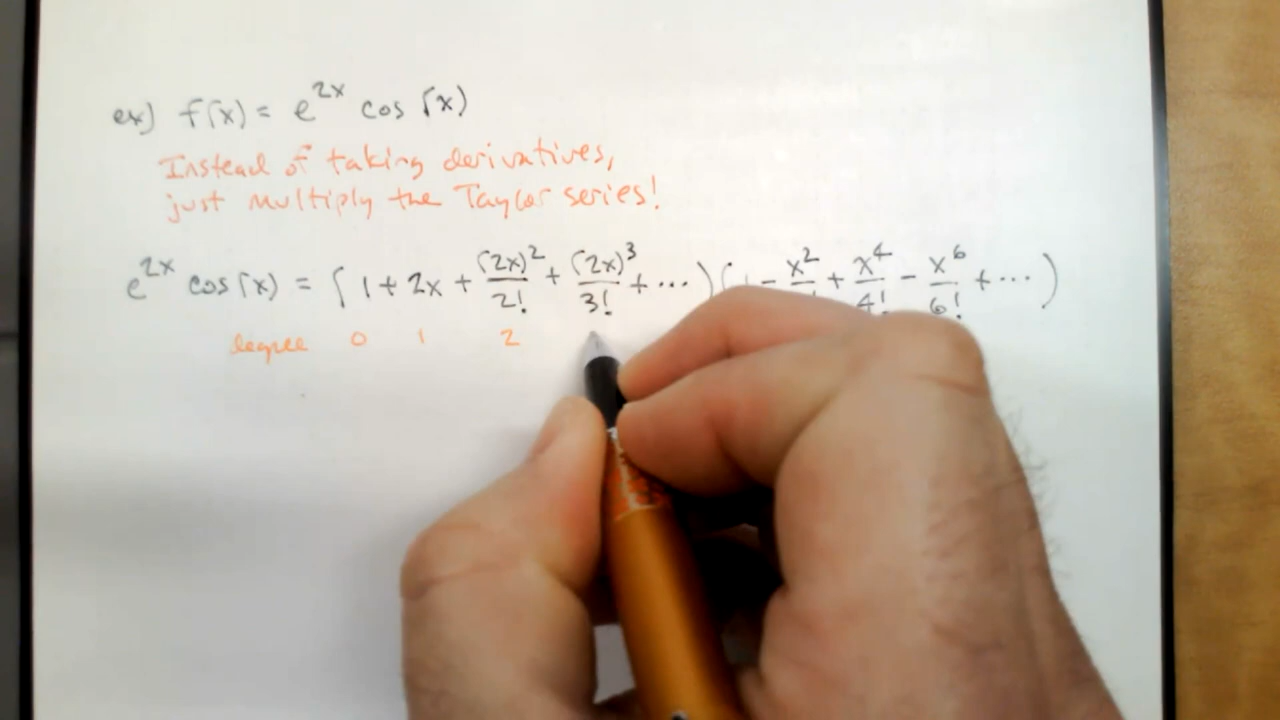 ex) f(x) = e^{2x} cos(x)
Instead of taking derivatives,
just multiply the Taylor series!
e^{2x} cos(x) = (1 + 2x + (2x)^2/2! + (2x)^3/3! + ...)( - x^2/ + x^4/4! - x^6/6! + ...)
degree 0 1 2